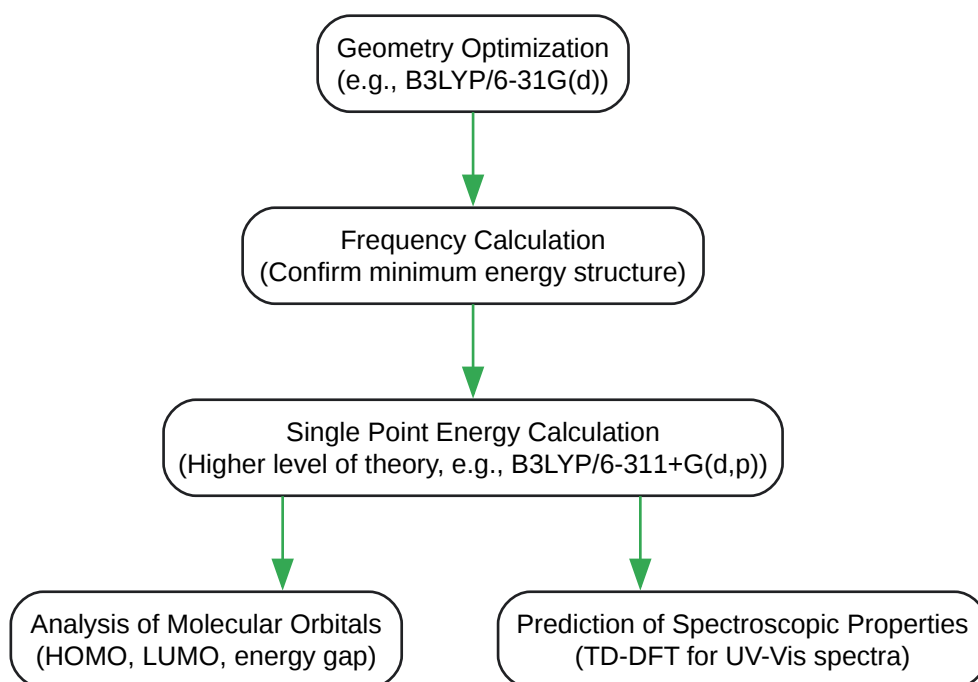 Geometry Optimization
(e.g., B3LYP/6-31G(d))
Frequency Calculation
(Confirm minimum energy structure)
Single Point Energy Calculation
(Higher level of theory, e.g., B3LYP/6-311+G(d,p))
Analysis of Molecular Orbitals
(HOMO, LUMO, energy gap)
Prediction of Spectroscopic Properties
(TD-DFT for UV-Vis spectra)